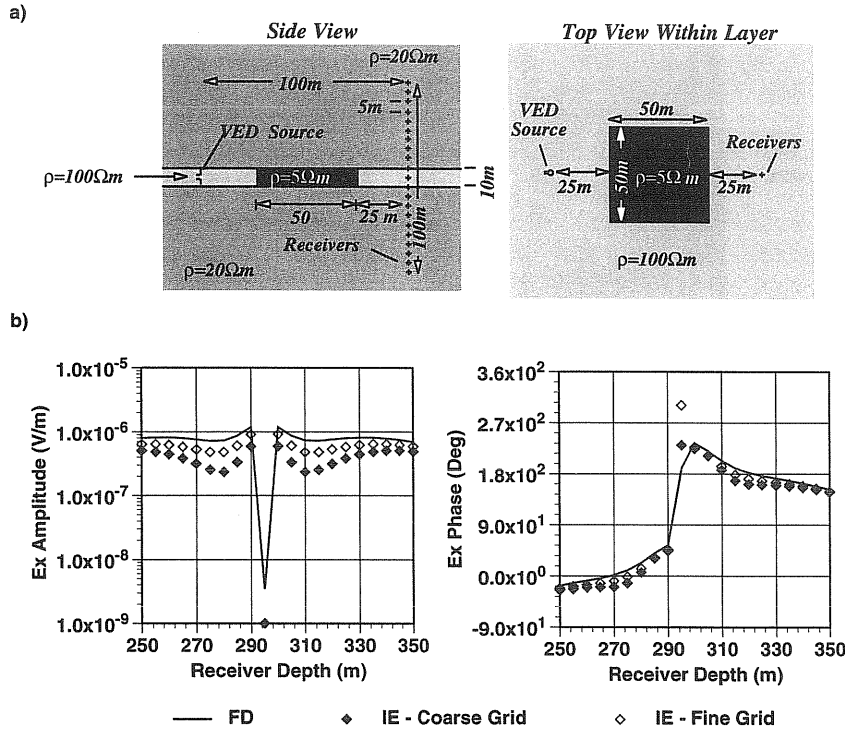 a)
Side View
ρ=20Ωm
100m
5m
VED Source
ρ=100Ωm
ρ=5Ωm
10m
50
25 m
100m
Receivers
ρ=20Ωm
Top View Within Layer
50m
VED
Source
Receivers
50m
ρ=5Ωm
25m
25m
ρ=100Ωm
b)
Ex Amplitude (V/m)
1.0x10⁻⁵
1.0x10⁻⁶
1.0x10⁻⁷
1.0x10⁻⁸
1.0x10⁻⁹
250 270 290 310 330 350
Receiver Depth (m)
Ex Phase (Deg)
3.6x10²
2.7x10²
1.8x10²
9.0x10¹
0.0x10⁰
-9.0x10¹
250 270 290 310 330 350
Receiver Depth (m)
FD IE - Coarse Grid IE - Fine Grid